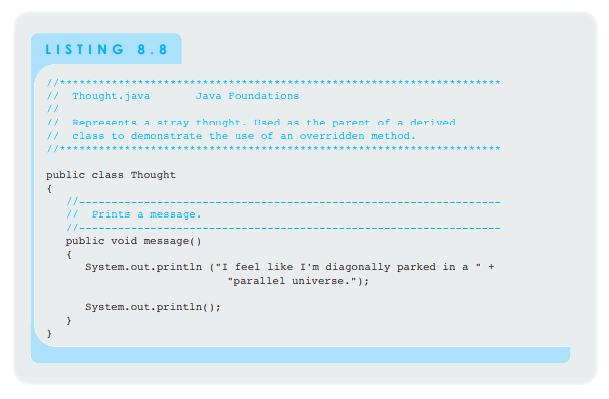 LISTING 8.8
//********************************************************************
//  Thought.java       Java Foundations
//
//  Represents a stray thought. Used as the parent of a derived
//  class to demonstrate the use of an overridden method.
//********************************************************************
public class Thought
{
   //-----------------------------------------------------------------
   //  Prints a message.
   //-----------------------------------------------------------------
   public void message()
   {
      System.out.println ("I feel like I'm diagonally parked in a " +
                          "parallel universe.");
      System.out.println();
   }
}